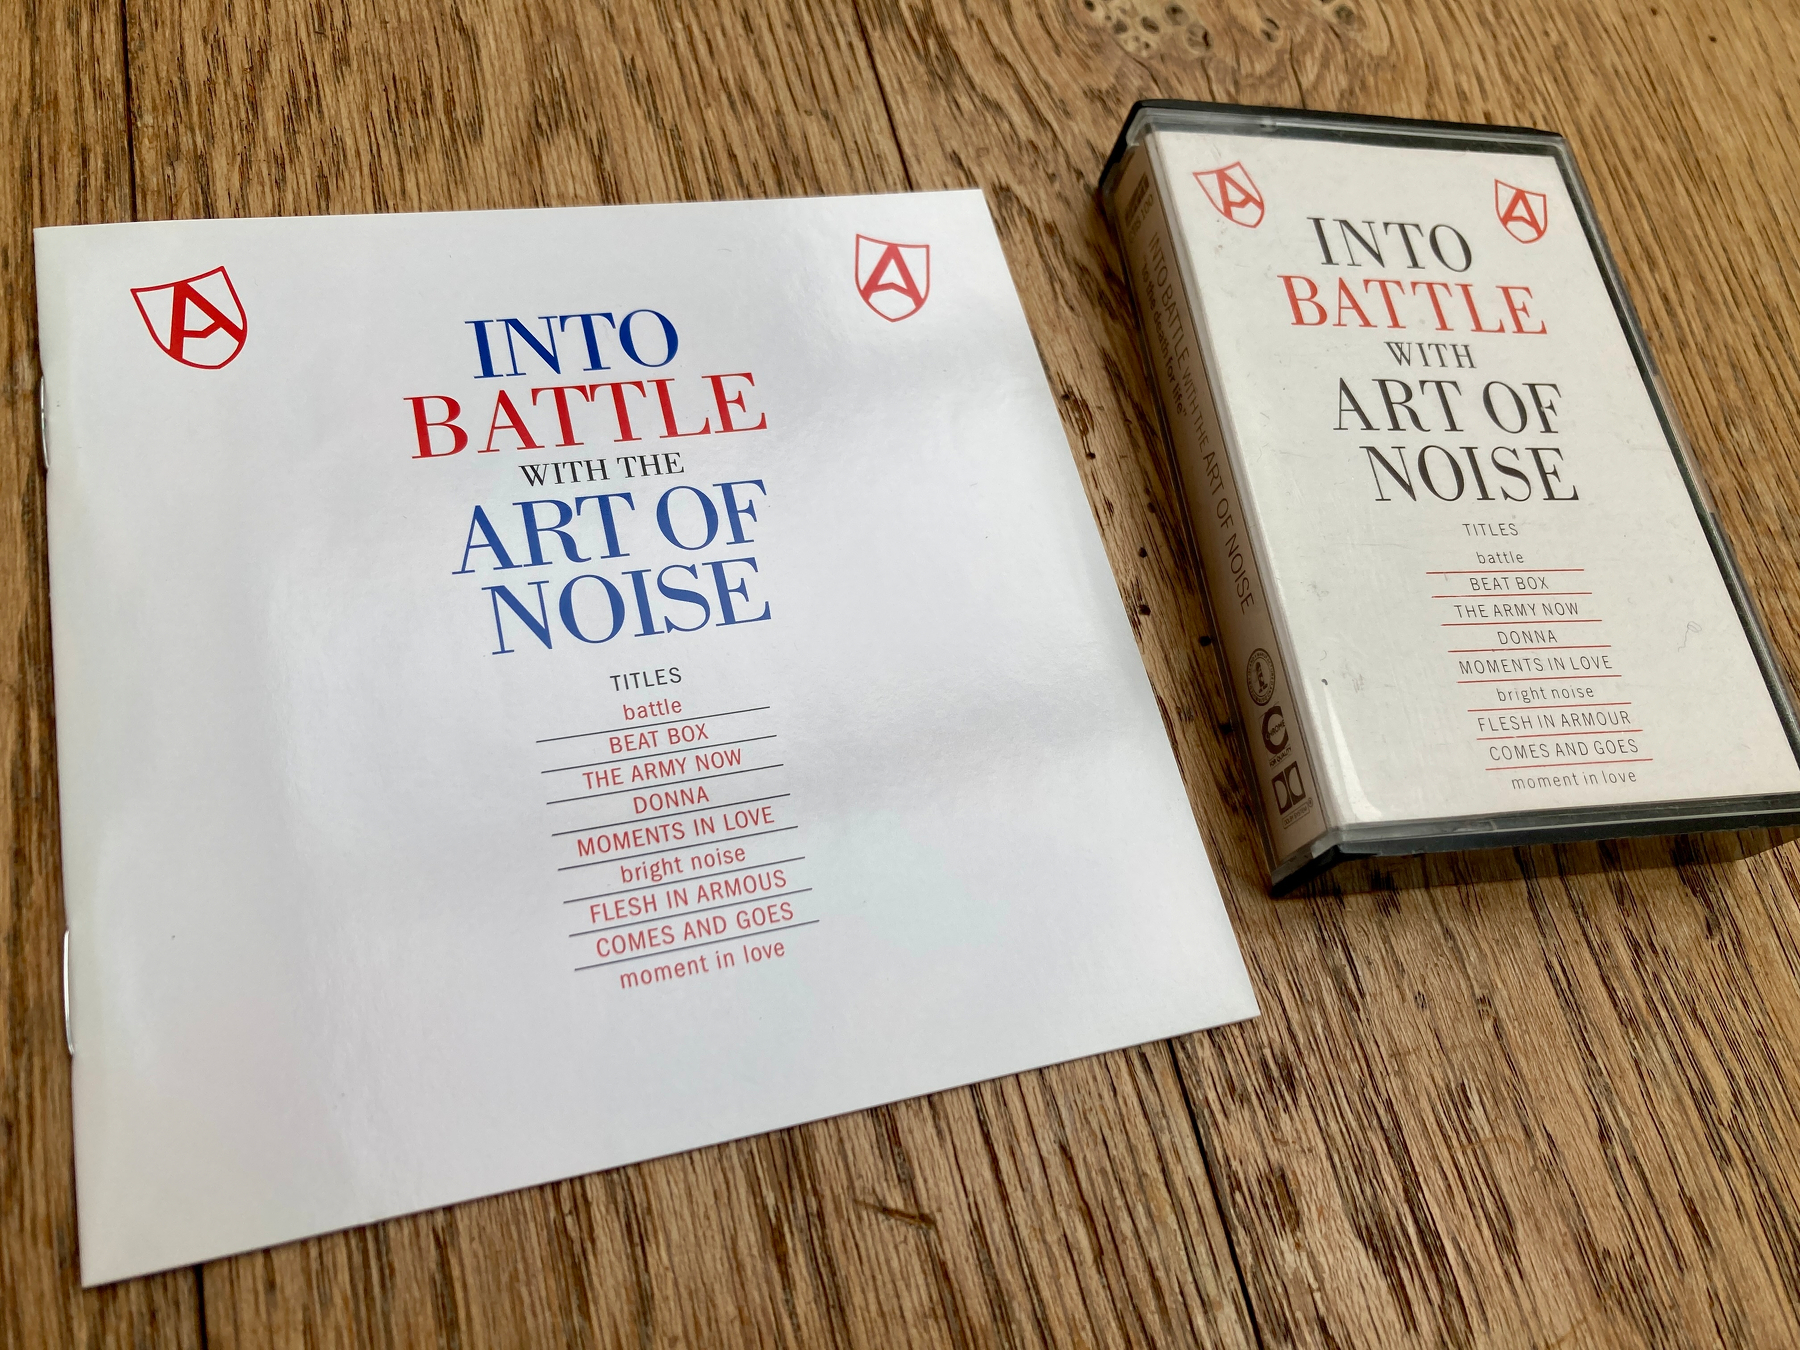 A
A
INTO
BATTLE
WITH THE
ART OF
NOISE
TITLES
battle
BEAT BOX
THE ARMY NOW
DONNA
MOMENTS IN LOVE
bright noise
FLESH IN ARMOUS
COMES AND GOES
moment in love
A
A
INTO
BATTLE
WITH
ART OF
NOISE
TITLES
battle
BEAT BOX
THE ARMY NOW
DONNA
MOMENTS IN LOVE
bright noise
FLESH IN ARMOUR
COMES AND GOES
moment in love
INTO BATTLE WITH THE ART OF NOISE
death for life"